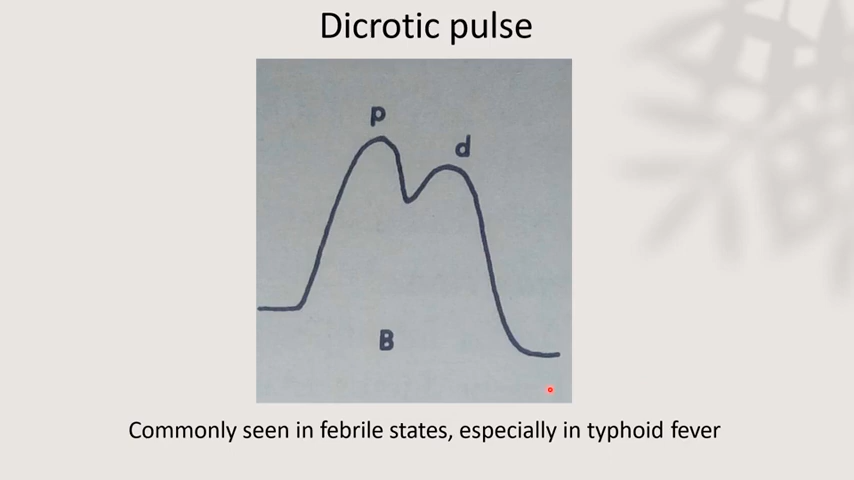 Dicrotic pulse
P
d
B
Commonly seen in febrile states, especially in typhoid fever